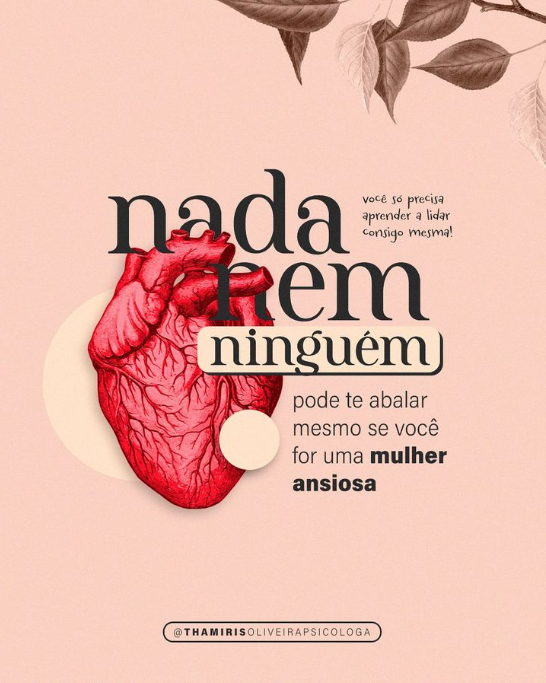 nada
você só precisa
aprender a lidar
consigo mesma!
nem
ninguém
pode te abalar
mesmo se você
for uma mulher
ansiosa
@THAMIRISOLIVEIRAPSICOLOGA